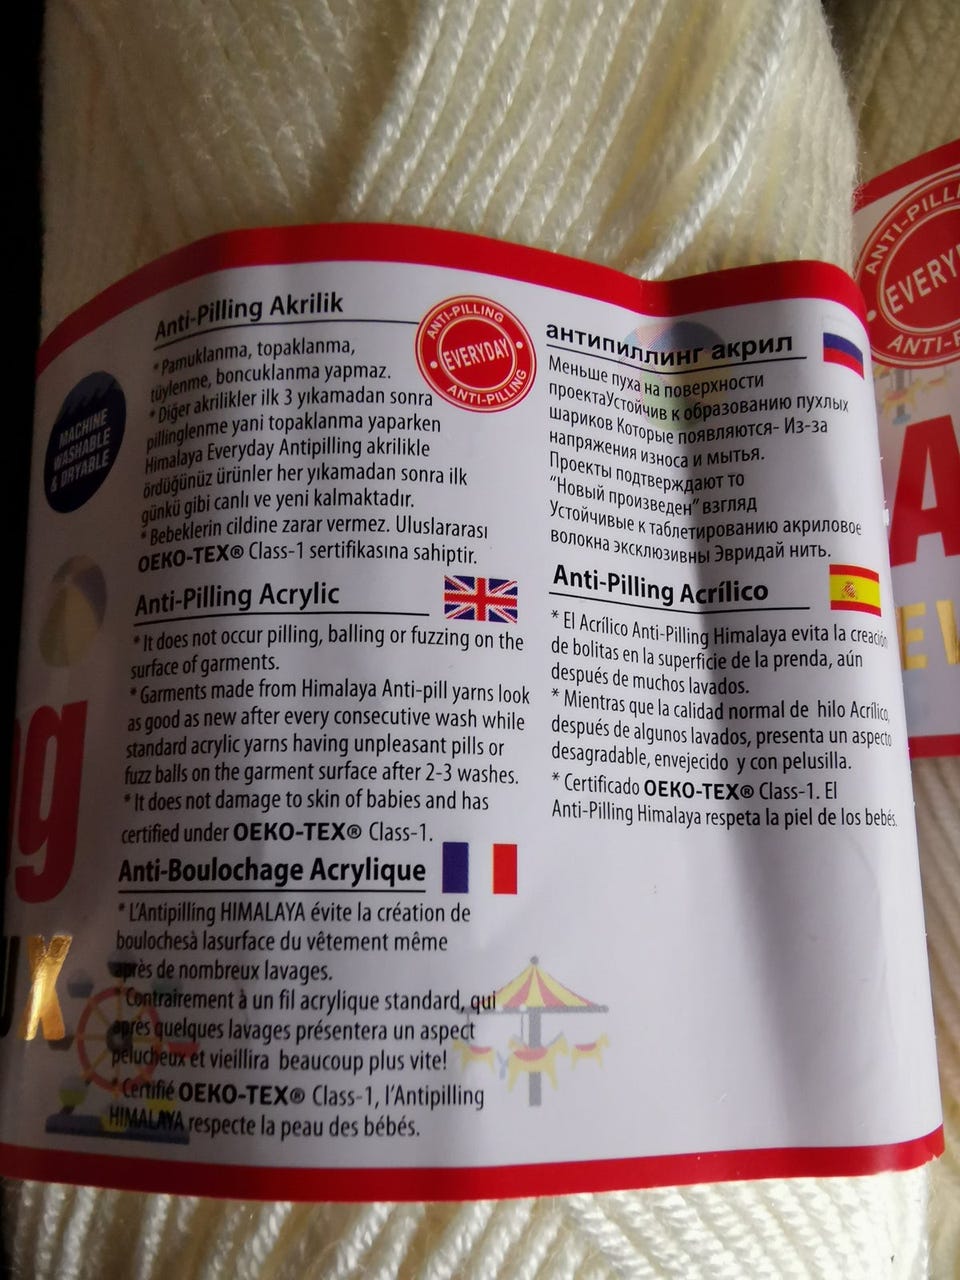 Anti-Pilling Akrilik
* Pamuklanma, topaklanma,
tüylenme, boncuklanma yapmaz.
* Diğer akrilikler ilk 3 yıkamadan sonra
pillinglenme yani topaklanma yaparken
Himalaya Everyday Antipilling akrilikle
ördüğünüz ürünler her yıkamadan sonra ilk
günkü gibi canlı ve yeni kalmaktadır.
* Bebeklerin cildine zarar vermez. Uluslararası
OEKO-TEX® Class-1 sertifikasına sahiptir.
ANTI-PILLING
EVERYDAY
ANTI-PILLING
MACHINE
WASHABLE
& DRYABLE
Anti-Pilling Acrylic
* It does not occur pilling, balling or fuzzing on the
surface of garments.
* Garments made from Himalaya Anti-pill yarns look
as good as new after every consecutive wash while
standard acrylic yarns having unpleasant pills or
fuzz balls on the garment surface after 2-3 washes.
* It does not damage to skin of babies and has
certified under OEKO-TEX® Class-1.
Anti-Boulochage Acrylique
* L'Antipilling HIMALAYA évite la création de
boulochesà lasurface du vêtement même
après de nombreux lavages.
* Contrairement à un fil acrylique standard, qui
après quelques lavages présentera un aspect
pelucheux et vieillira beaucoup plus vite!
* Certifié OEKO-TEX® Class-1, l'Antipilling
HIMALAYA respecte la peau des bébés.
антипиллинг акрил
Меньше пуха на поверхности
проектаУстойчив к образованию пухлых
шариков Которые появляются- Из-за
напряжения износа и мытья.
Проекты подтверждают то
"Новый произведен" взгляд
Устойчивые к таблетированию акриловое
волокна эксклюзивны Эвридай нить.
Anti-Pilling Acrílico
* El Acrílico Anti-Pilling Himalaya evita la creación
de bolitas en la superficie de la prenda, aún
después de muchos lavados.
* Mientras que la calidad normal de hilo Acrílico,
después de algunos lavados, presenta un aspecto
desagradable, envejecido y con pelusilla.
* Certificado OEKO-TEX® Class-1. El
Anti-Pilling Himalaya respeta la piel de los bebés.
g
UX
ANTI-PILL
EVERY
ANTI-P
A